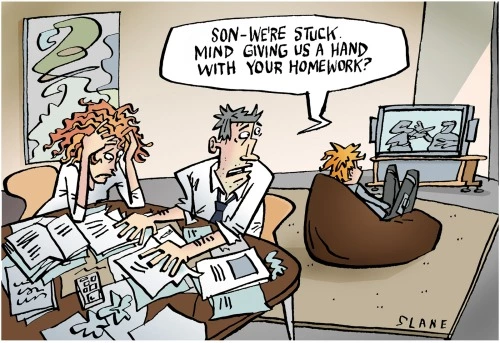 SON-WE'RE STUCK.
MIND GIVING US A HAND
WITH YOUR HOMEWORK?
SLANE